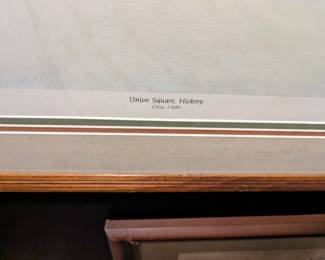 Union Square, Hickory
Circa 1920